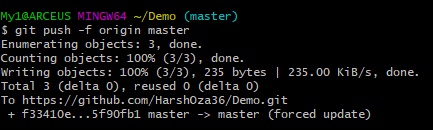 My1@ARCEUS MINGW64 ~/Demo (master)
$ git push -f origin master
Enumerating objects: 3, done.
Counting objects: 100% (3/3), done.
Writing objects: 100% (3/3), 235 bytes | 235.00 KiB/s, done.
Total 3 (delta 0), reused 0 (delta 0)
To https://github.com/HarshOza36/Demo.git
 + f33410e...5f90fb1 master -> master (forced update)